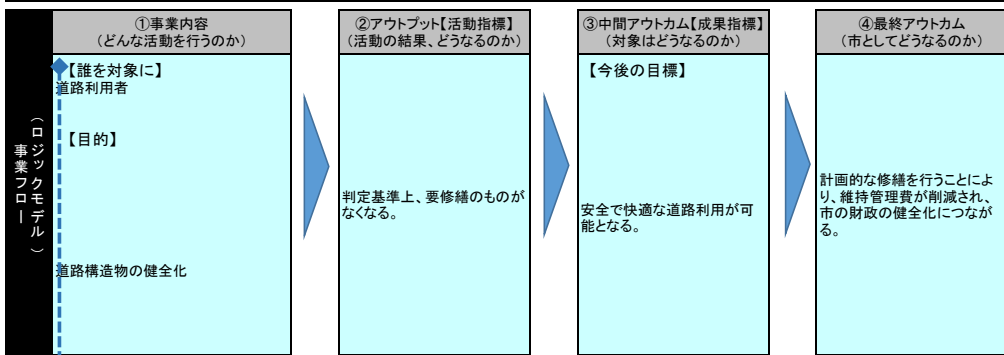 （ロジックモデル）
事業フロー
①事業内容
（どんな活動を行うのか）
【誰を対象に】
道路利用者
【目的】
道路構造物の健全化
②アウトプット【活動指標】
（活動の結果、どうなるのか）
判定基準上、要修繕のものが
なくなる。
③中間アウトカム【成果指標】
（対象はどうなるのか）
【今後の目標】
安全で快適な道路利用が可
能となる。
④最終アウトカム
（市としてどうなるのか）
計画的な修繕を行うことによ
り、維持管理費が削減され、
市の財政の健全化につなが
る。